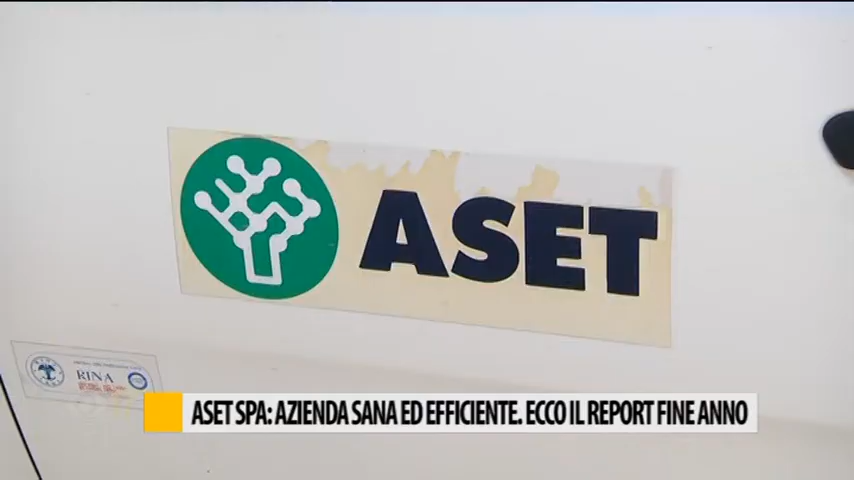 ASET
RINA
ASET SPA: AZIENDA SANA ED EFFICIENTE. ECCO IL REPORT FINE ANNO